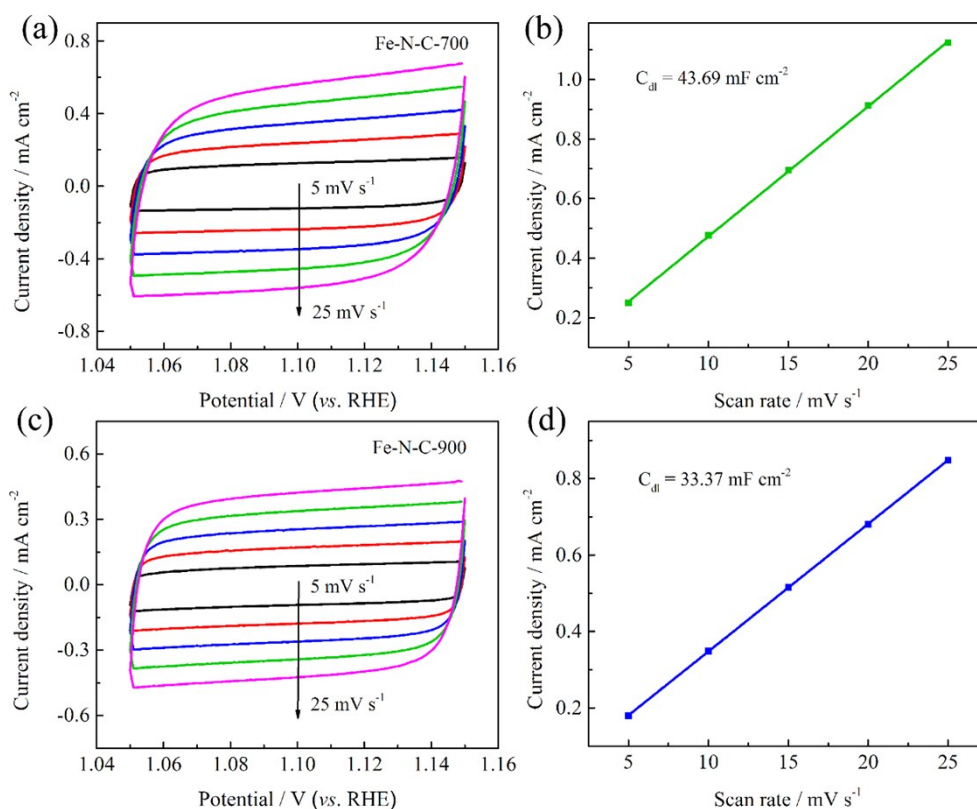 (a)
Fe-N-C-700
0.8
0.4
0.0
-0.4
-0.8
5 mV s⁻¹
25 mV s⁻¹
1.04 1.06 1.08 1.10 1.12 1.14 1.16
Potential / V (vs. RHE)
Current density / mA cm⁻²
(b)
C_dl = 43.69 mF cm⁻²
1.0
0.8
0.6
0.4
0.2
5 10 15 20 25
Scan rate / mV s⁻¹
Current density / mA cm⁻²
(c)
Fe-N-C-900
0.6
0.3
0.0
-0.3
-0.6
5 mV s⁻¹
25 mV s⁻¹
1.04 1.06 1.08 1.10 1.12 1.14 1.16
Potential / V (vs. RHE)
Current density / mA cm⁻²
(d)
C_dl = 33.37 mF cm⁻²
0.8
0.6
0.4
0.2
5 10 15 20 25
Scan rate / mV s⁻¹
Current density / mA cm⁻²